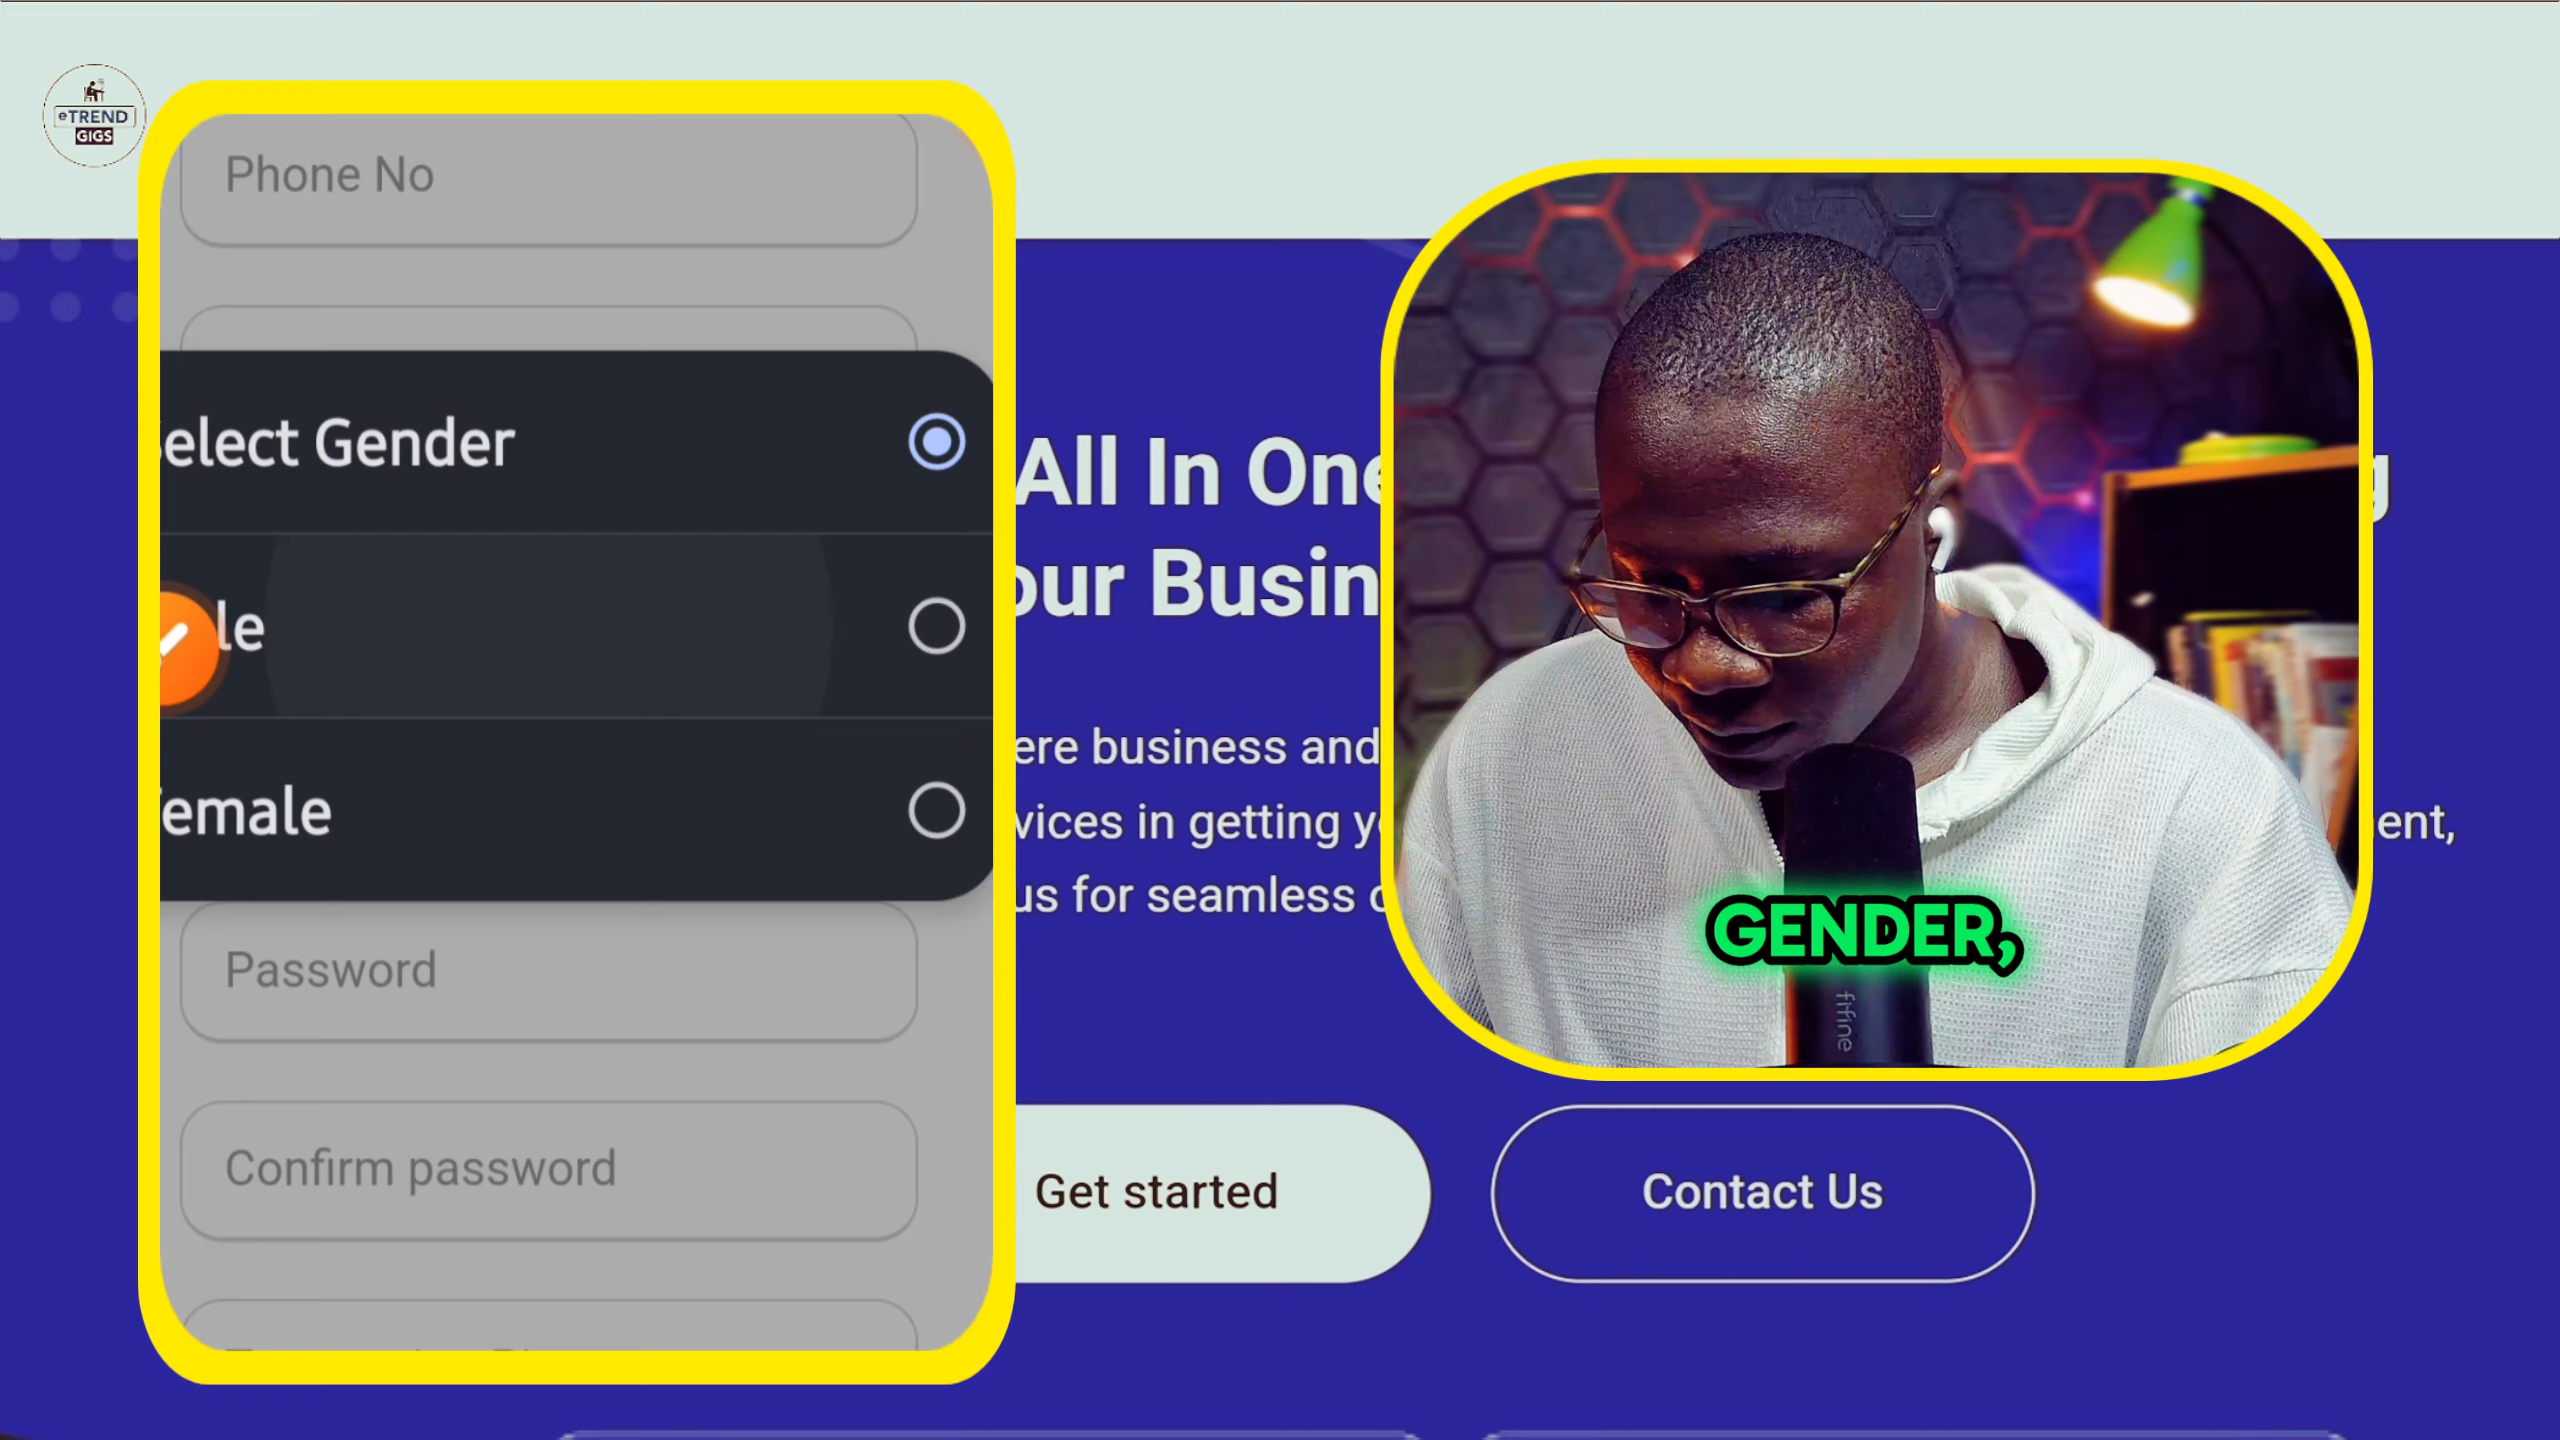 eTREND
GIGS
Phone No
elect Gender
le
emale
Password
Confirm password
All In One
our Busin
ere business and
vices in getting y
ent,
us for seamless
Get started
Contact Us
GENDER,
fifine